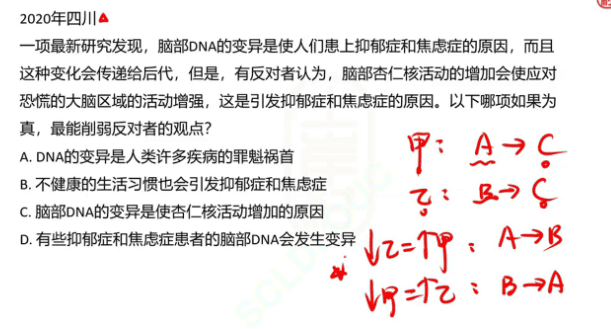 2020年四川
一项最新研究发现，脑部DNA的变异是使人们患上抑郁症和焦虑症的原因，而且
这种变化会传递给后代，但是，有反对者认为，脑部杏仁核活动的增加会使应对
恐慌的大脑区域的活动增强，这是引发抑郁症和焦虑症的原因。以下哪项如果为
真，最能削弱反对者的观点？
A. DNA的变异是人类许多疾病的罪魁祸首
B. 不健康的生活习惯也会引发抑郁症和焦虑症
C. 脑部DNA的变异是使杏仁核活动增加的原因
D. 有些抑郁症和焦虑症患者的脑部DNA会发生变异
甲：A→C
乙：B→C
↓乙=↑甲：A→B
↓甲=↑乙：B→A